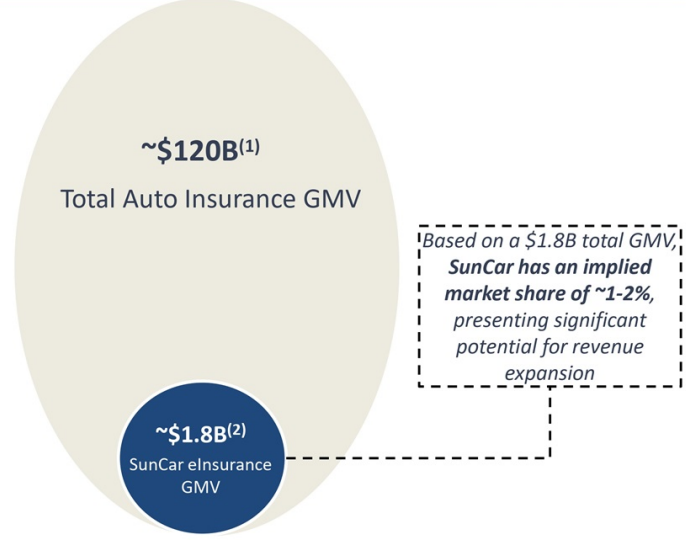 ~$120B(1)
Total Auto Insurance GMV
Based on a $1.8B total GMV,
SunCar has an implied
market share of ~1-2%,
presenting significant
potential for revenue
expansion
~$1.8B(2)
SunCar eInsurance
GMV